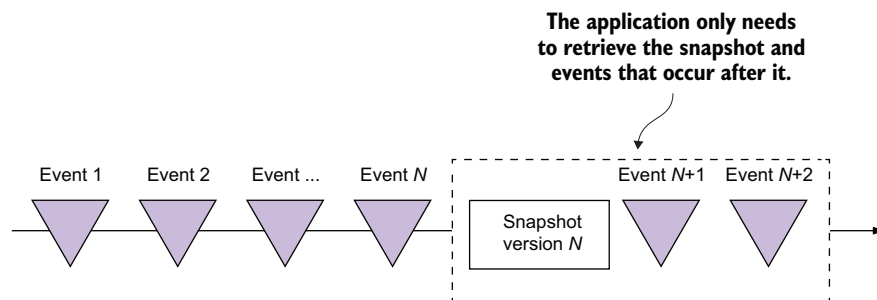 The application only needs
to retrieve the snapshot and
events that occur after it.
Event 1
Event 2
Event ...
Event N
Event N+1
Event N+2
Snapshot
version N